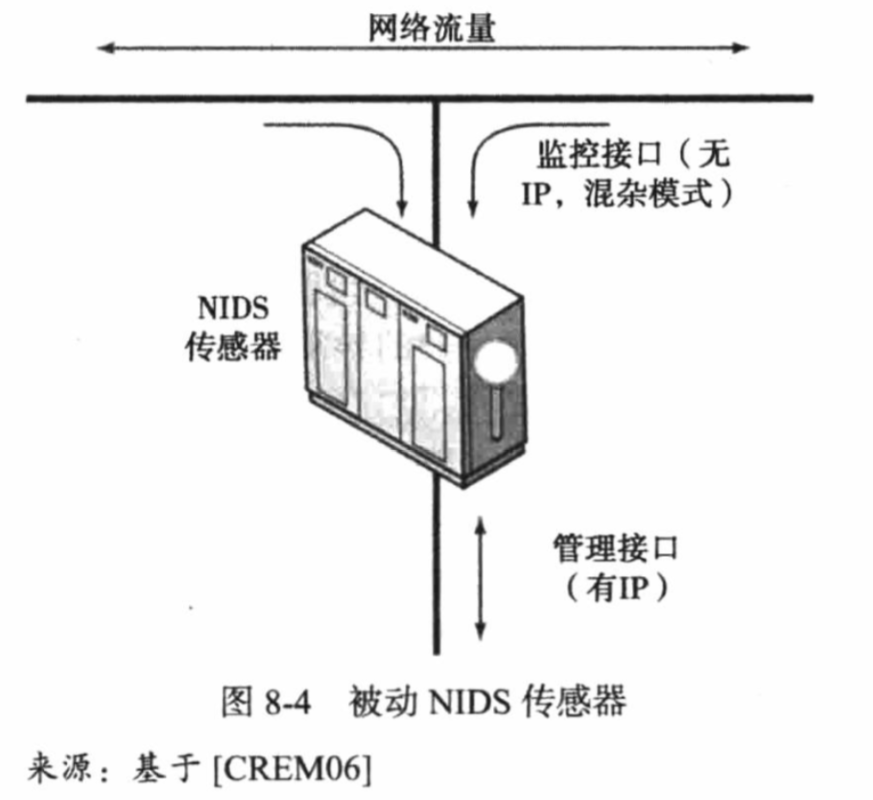 网络流量
监控接口（无
IP，混杂模式）
NIDS
传感器
管理接口
（有IP）
图 8-4 被动 NIDS 传感器
来源：基于 [CREM06]